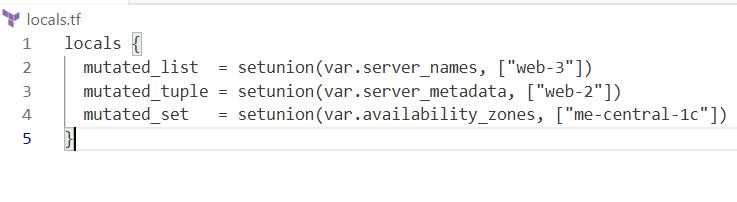 locals.tf
1 locals {
2   mutated_list  = setunion(var.server_names, ["web-3"])
3   mutated_tuple = setunion(var.server_metadata, ["web-2"])
4   mutated_set   = setunion(var.availability_zones, ["me-central-1c"])
5 }